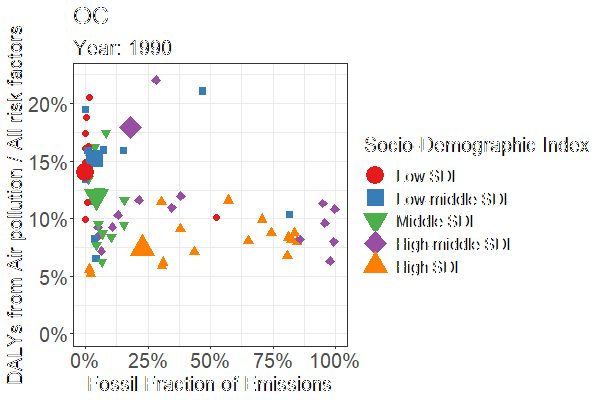 OC
Year: 1990
DALYs from Air pollution / All risk factors
20%
15%
10%
5%
0%
0% 25% 50% 75% 100%
Fossil Fraction of Emissions
Socio-Demographic Index
Low SDI
Low-middle SDI
Middle SDI
High-middle SDI
High SDI